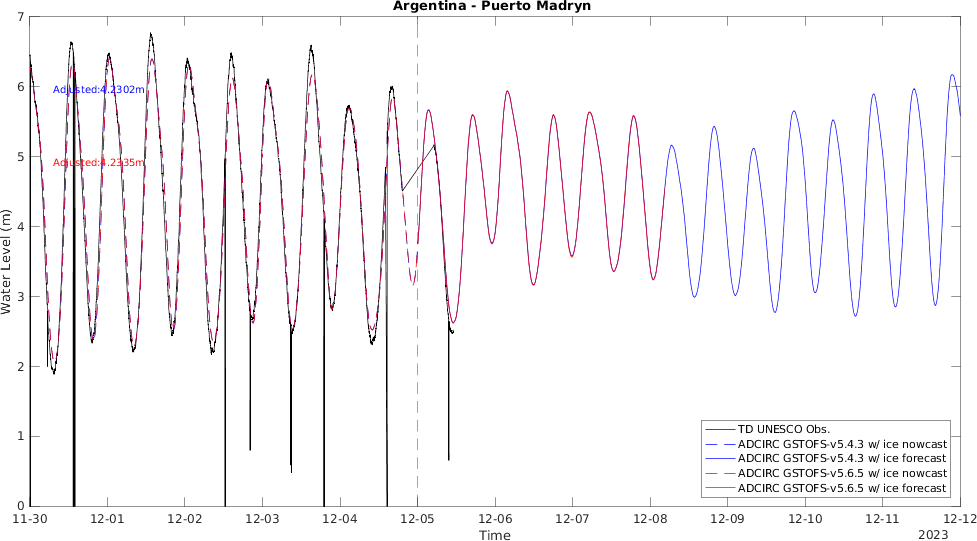 Argentina - Puerto Madryn
Water Level (m)
7
6
5
4
3
2
1
0
Adjusted:4.2302m
Adjusted:4.2335m
TD UNESCO Obs.
ADCIRC GSTOFS-v5.4.3 w/ ice nowcast
ADCIRC GSTOFS-v5.4.3 w/ ice forecast
ADCIRC GSTOFS-v5.6.5 w/ ice nowcast
ADCIRC GSTOFS-v5.6.5 w/ ice forecast
11-30 12-01 12-02 12-03 12-04 12-05 12-06 12-07 12-08 12-09 12-10 12-11 12-12
Time
2023